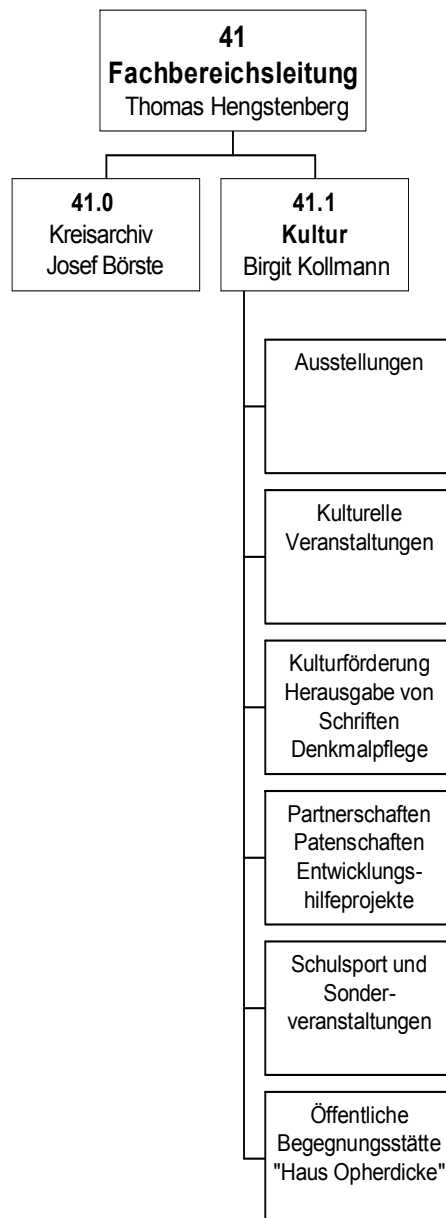 41
Fachbereichsleitung
Thomas Hengstenberg
41.0
Kreisarchiv
Josef Börste
41.1
Kultur
Birgit Kollmann
Ausstellungen
Kulturelle
Veranstaltungen
Kulturförderung
Herausgabe von
Schriften
Denkmalpflege
Partnerschaften
Patenschaften
Entwicklungs-
hilfeprojekte
Schulsport und
Sonder-
veranstaltungen
Öffentliche
Begegnungsstätte
"Haus Opherdicke"